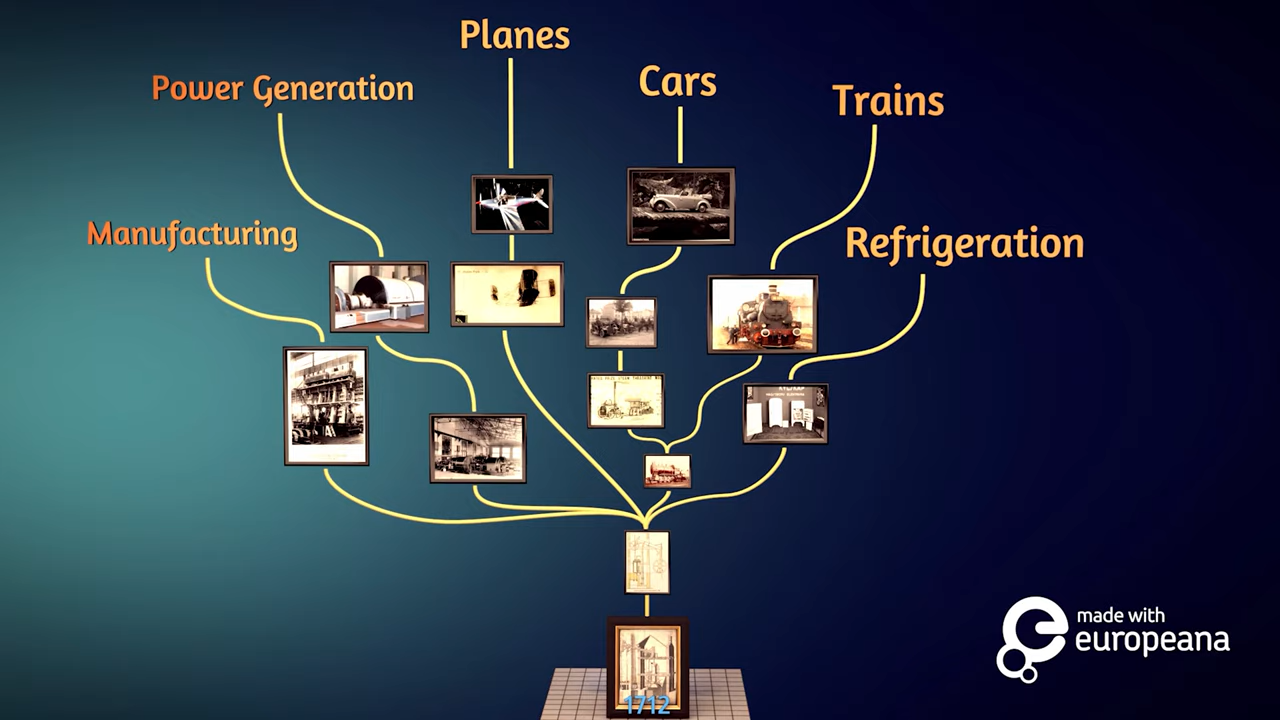 Planes
Power Generation
Cars
Trains
Manufacturing
Refrigeration
made with
europeana
1712